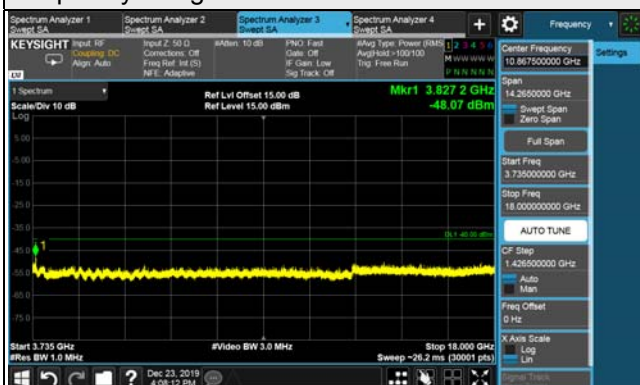 Spectrum Analyzer 1
Swept SA
Spectrum Analyzer 2
Swept SA
Spectrum Analyzer 3
Swept SA
Spectrum Analyzer 4
Swept SA
+
Frequency
KEYSIGHT
Input: RF
Coupling: DC
Align: Auto
Input Z: 50 Ω
Corrections: Off
Freq Ref: Int (S)
NFE: Adaptive
#Atten: 10 dB
PNO: Fast
Gate: Off
IF Gain: Low
Sig Track: Off
#Avg Type: Power (RMS
Avg|Hold: >100/100
Trig: Free Run
1 2 3 4 5 6
M W W W W W
P N N N N N
LXI
Center Frequency
10.867500000 GHz
Settings
Span
14.2650000 GHz
Swept Span
Zero Span
Full Span
Start Freq
3.735000000 GHz
Stop Freq
18.000000000 GHz
AUTO TUNE
CF Step
1.426500000 GHz
Auto
Man
Freq Offset
0 Hz
X Axis Scale
Log
Lin
Signal Track
1 Spectrum
Scale/Div 10 dB
Log
Ref Lvl Offset 15.00 dB
Ref Level 15.00 dBm
Mkr1 3.827 2 GHz
-48.07 dBm
5.00
-5.00
-15.0
-25.0
-35.0
DL1 -40.00 dBm
1
-45.0
-55.0
-65.0
-75.0
Start 3.735 GHz
#Res BW 1.0 MHz
#Video BW 3.0 MHz
Stop 18.000 GHz
Sweep ~26.2 ms (30001 pts)
?
Dec 23, 2019
4:08:12 PM